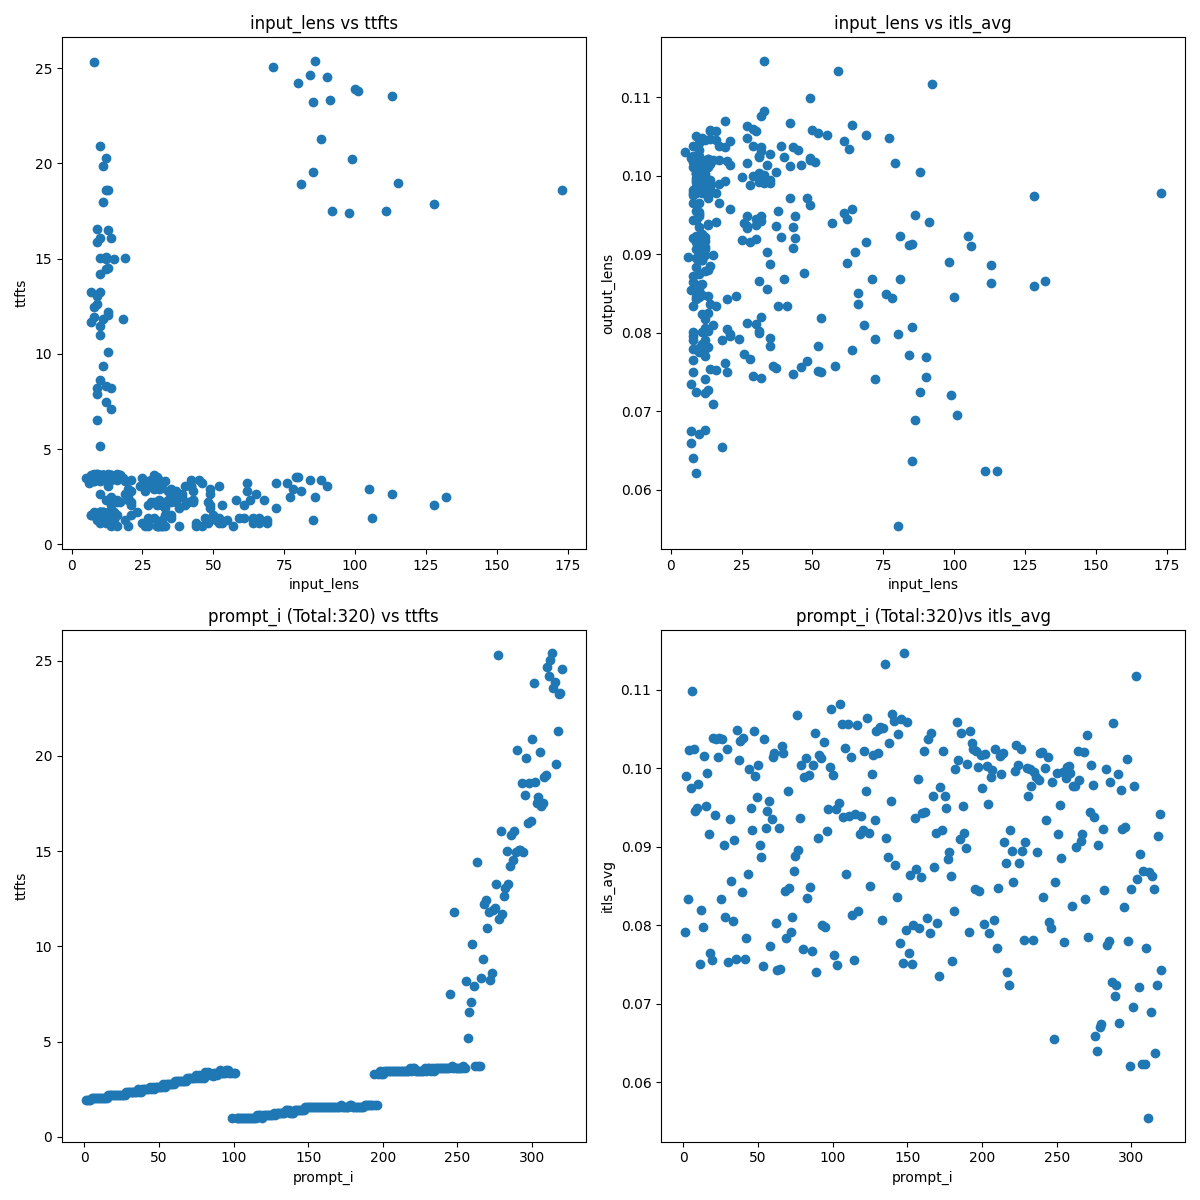 input_lens vs ttfts
ttfts
25
20
15
10
5
0
0 25 50 75 100 125 150 175
input_lens
input_lens vs itls_avg
output_lens
0.11
0.10
0.09
0.08
0.07
0.06
0 25 50 75 100 125 150 175
input_lens
prompt_i (Total:320) vs ttfts
ttfts
25
20
15
10
5
0
0 50 100 150 200 250 300
prompt_i
prompt_i (Total:320)vs itls_avg
itls_avg
0.11
0.10
0.09
0.08
0.07
0.06
0 50 100 150 200 250 300
prompt_i